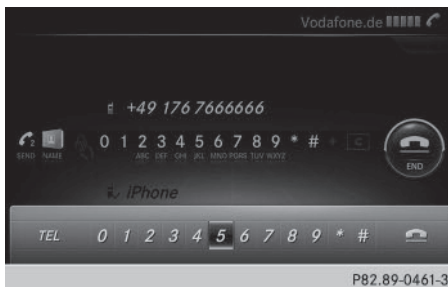 Vodafone.de
+49 176 7666666
2
0 1 2 3 4 5 6 7 8 9 * # + C
SEND NAME ABC DEF GHI JKL MNO PQRS TUV WXYZ END
iPhone
TEL 0 1 2 3 4 5 6 7 8 9 * #
P82.89-0461-3